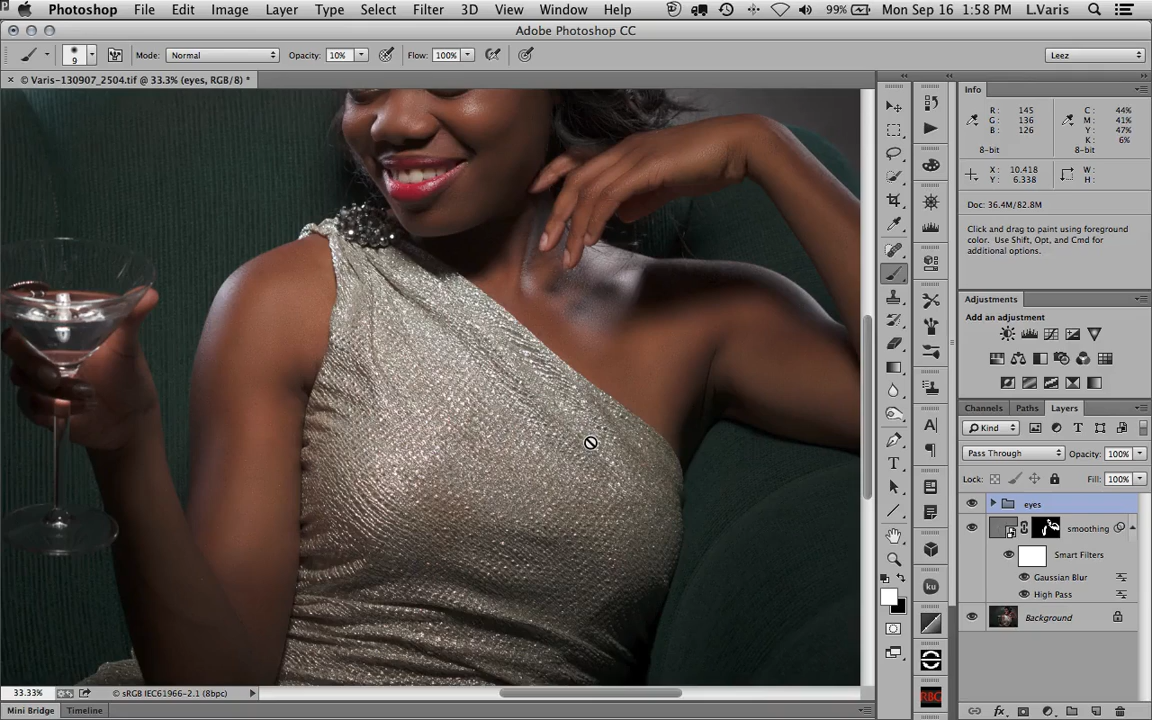 Photoshop File Edit Image Layer Type Select Filter 3D View Window Help 99% Mon Sep 16 1:58 PM L.Varis
Adobe Photoshop CC
9 Mode: Normal Opacity: 10% Flow: 100% Leez
× © Varis-130907_2504.tif @ 33.3% (eyes, RGB/8) *
Info
R: 145 C: 44%
G: 136 M: 41%
B: 126 Y: 47%
K: 6%
8-bit 8-bit
X: 10.418 W:
Y: 6.338 H:
Doc: 36.4M/82.8M
Click and drag to paint using foreground
color. Use Shift, Opt, and Cmd for
additional options.
Adjustments
Add an adjustment
Channels Paths Layers
Kind
Pass Through Opacity: 100%
Lock: Fill: 100%
eyes
smoothing
Smart Filters
Gaussian Blur
High Pass
Background
A
T
ku
RBG
33.33% © sRGB IEC61966-2.1 (8bpc)
Mini Bridge Timeline
fx